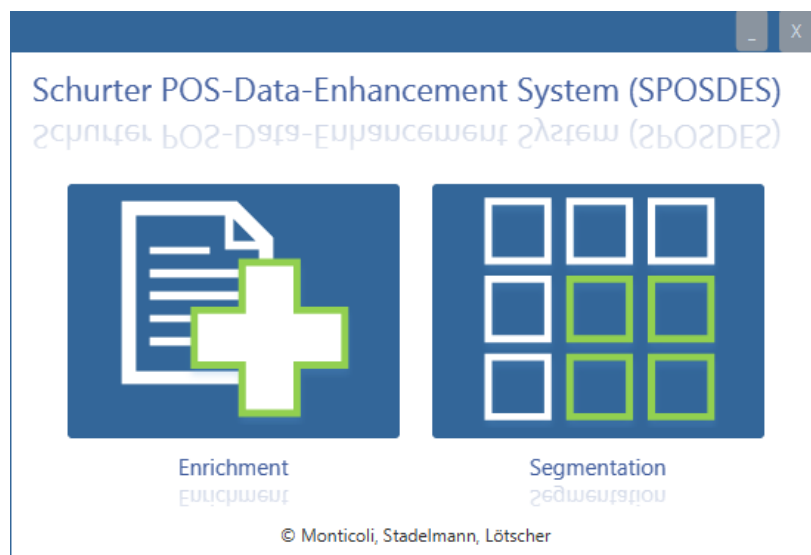 _ X
Schurter POS-Data-Enhancement System (SPOSDES)
Enrichment Segmentation
© Monticoli, Stadelmann, Lötscher